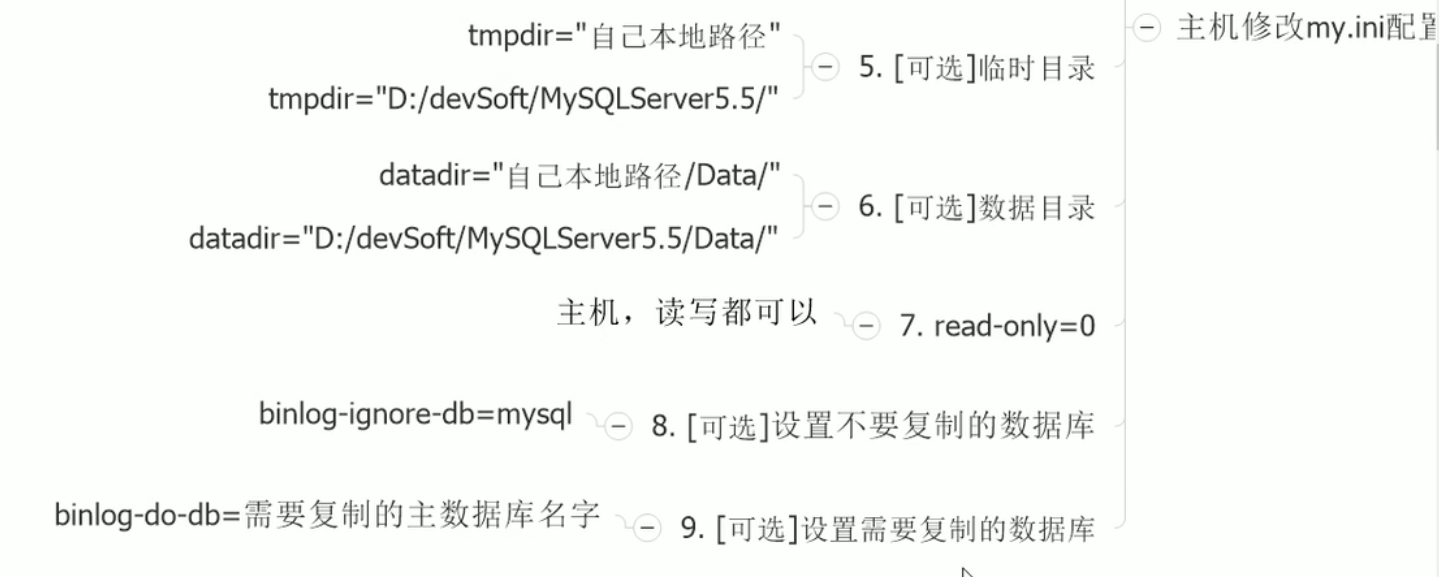 主机修改my.ini配置
5. [可选]临时目录
tmpdir="自己本地路径"
tmpdir="D:/devSoft/MySQLServer5.5/"
6. [可选]数据目录
datadir="自己本地路径/Data/"
datadir="D:/devSoft/MySQLServer5.5/Data/"
7. read-only=0
主机，读写都可以
8. [可选]设置不要复制的数据库
binlog-ignore-db=mysql
9. [可选]设置需要复制的数据库
binlog-do-db=需要复制的主数据库名字